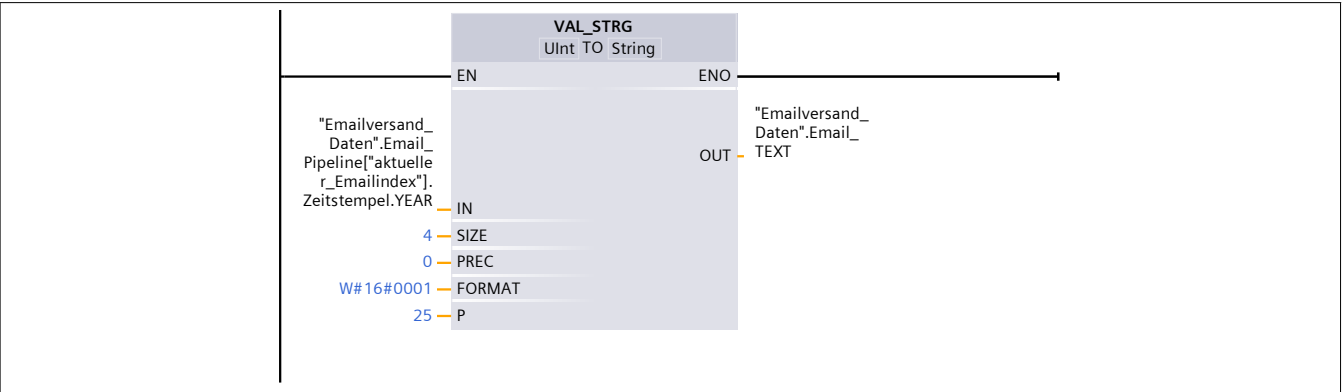 VAL_STRG
UInt TO String
EN ENO
"Emailversand_
Daten".Email_
Pipeline["aktuelle
r_Emailindex"].
Zeitstempel.YEAR IN
"Emailversand_
Daten".Email_
OUT TEXT
4 SIZE
0 PREC
W#16#0001 FORMAT
25 P